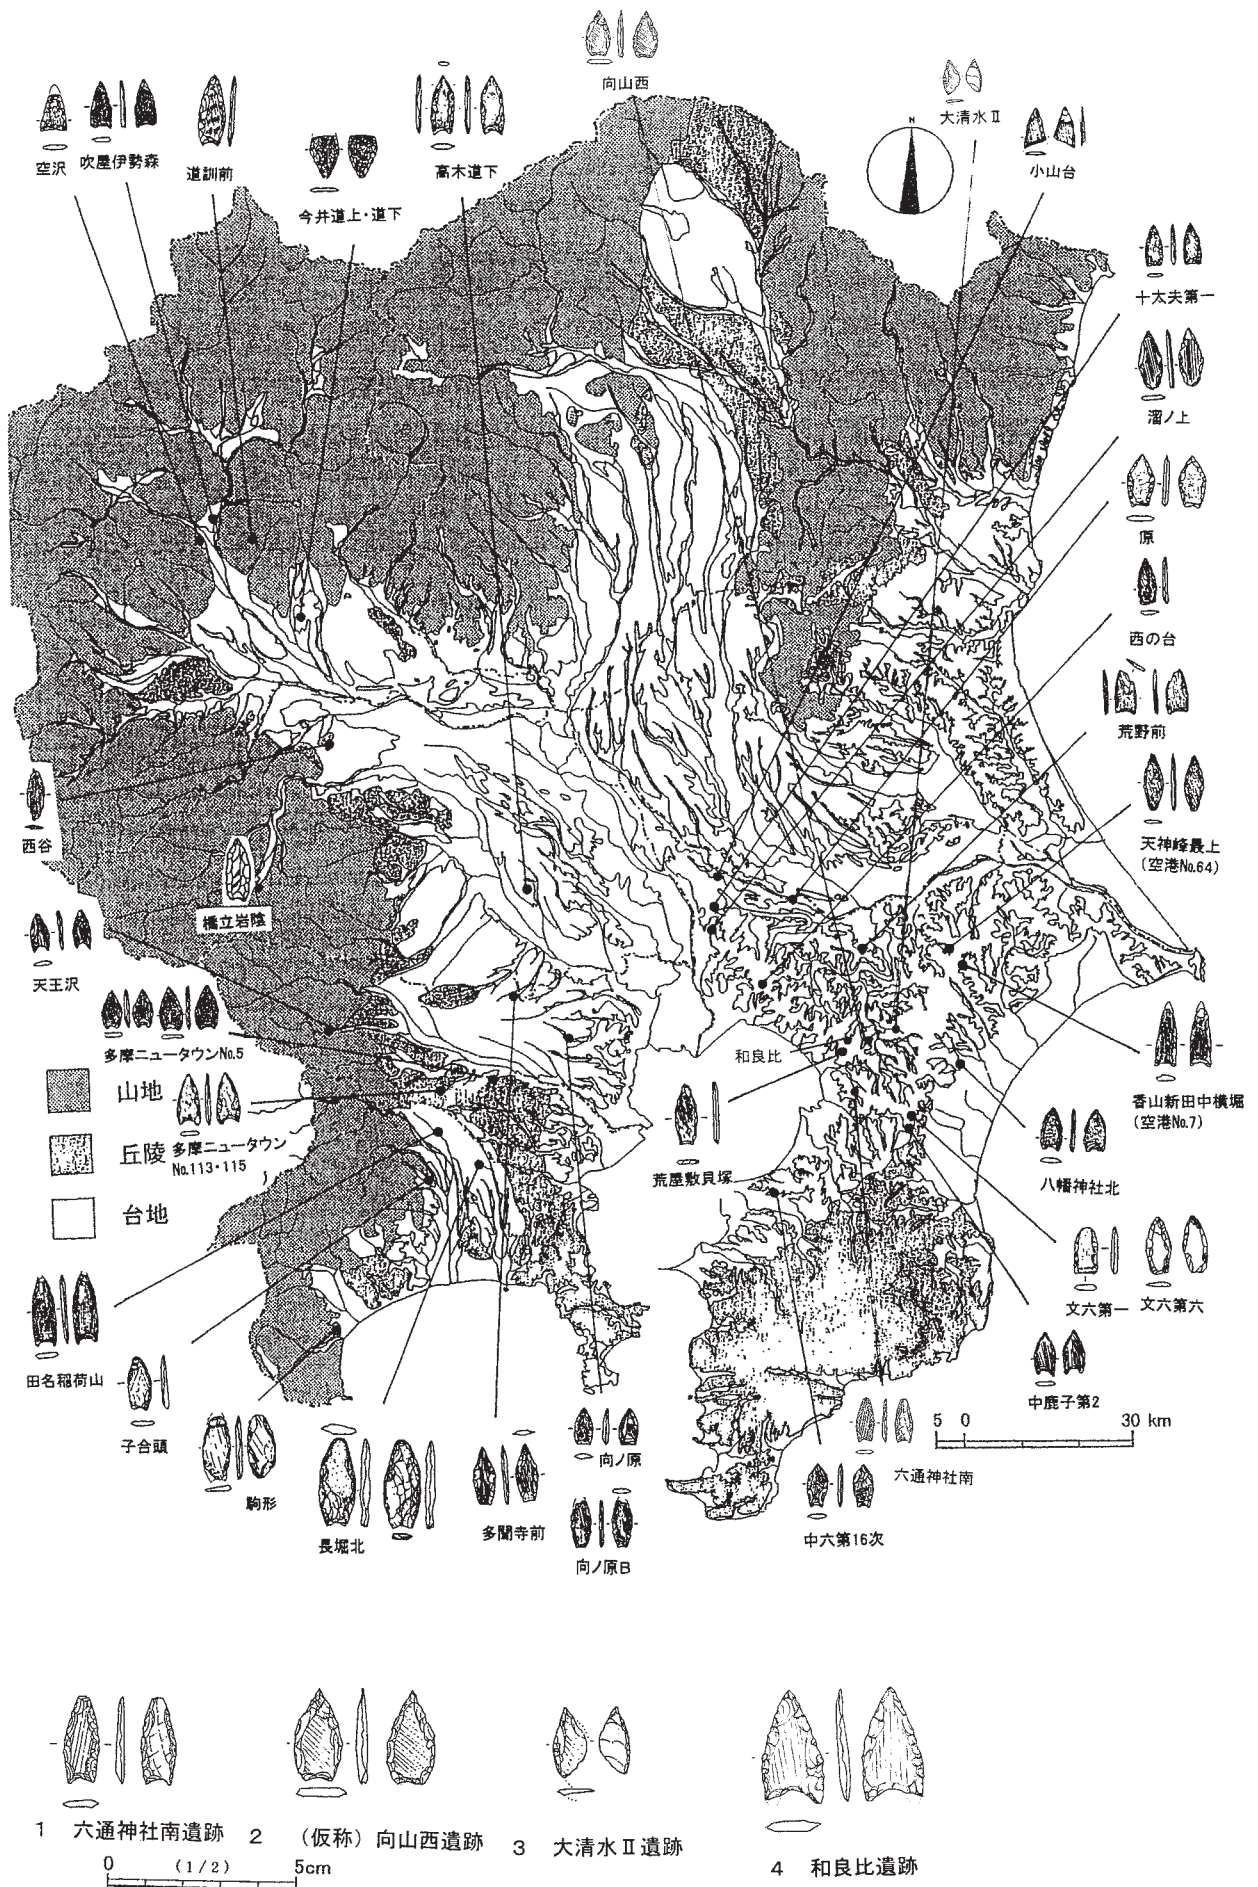 向山西
大清水Ⅱ
小山台
空沢
吹屋伊勢森
道訓前
今井道上・道下
高木道下
N
十太夫第一
溜ノ上
原
西の台
荒野前
天神峰最上
(空港No.64)
西谷
橋立岩陰
天王沢
多摩ニュータウンNo.5
山地
多摩ニュータウン
No.113・115
丘陵
台地
和良比
荒屋敷貝塚
香山新田中横堀
(空港No.7)
八幡神社北
文六第一
文六第六
中鹿子第2
田名稲荷山
子合頭
駒形
長堀北
多聞寺前
向ノ原
向ノ原B
六通神社南
中六第16次
5 0 30 km
1 六通神社南遺跡
2 (仮称)向山西遺跡
3 大清水Ⅱ遺跡
4 和良比遺跡
0 (1/2) 5cm